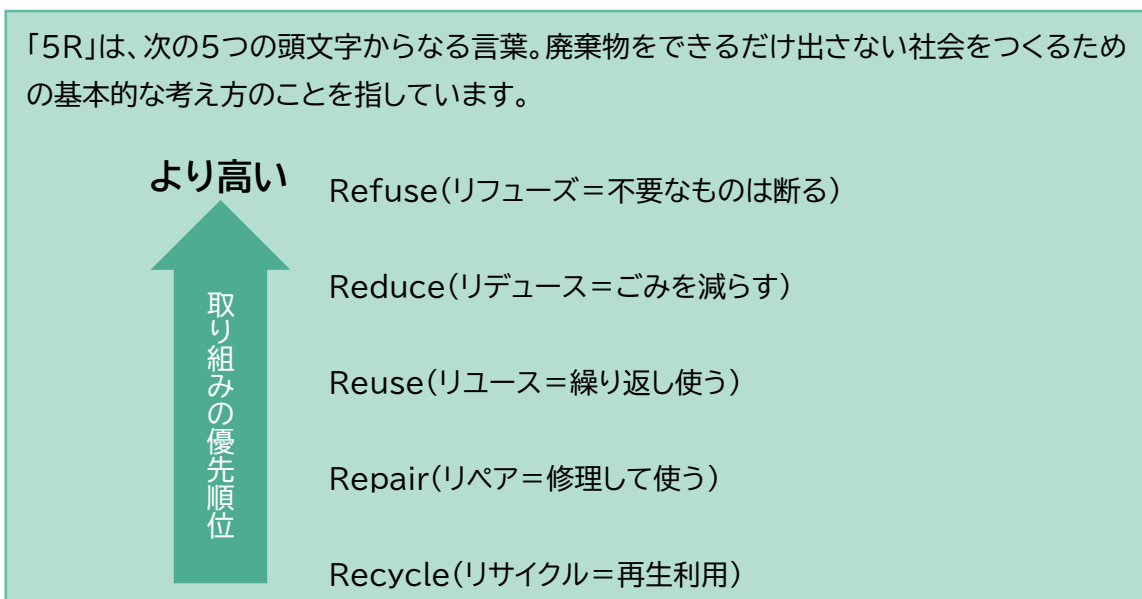 「5R」は、次の5つの頭文字からなる言葉。廃棄物をできるだけ出さない社会をつくるため
の基本的な考え方のことを指しています。
より高い
Refuse(リフューズ=不要なものは断る)
Reduce(リデュース=ごみを減らす)
取り組みの優先順位
Reuse(リユース=繰り返し使う)
Repair(リペア=修理して使う)
Recycle(リサイクル=再生利用)